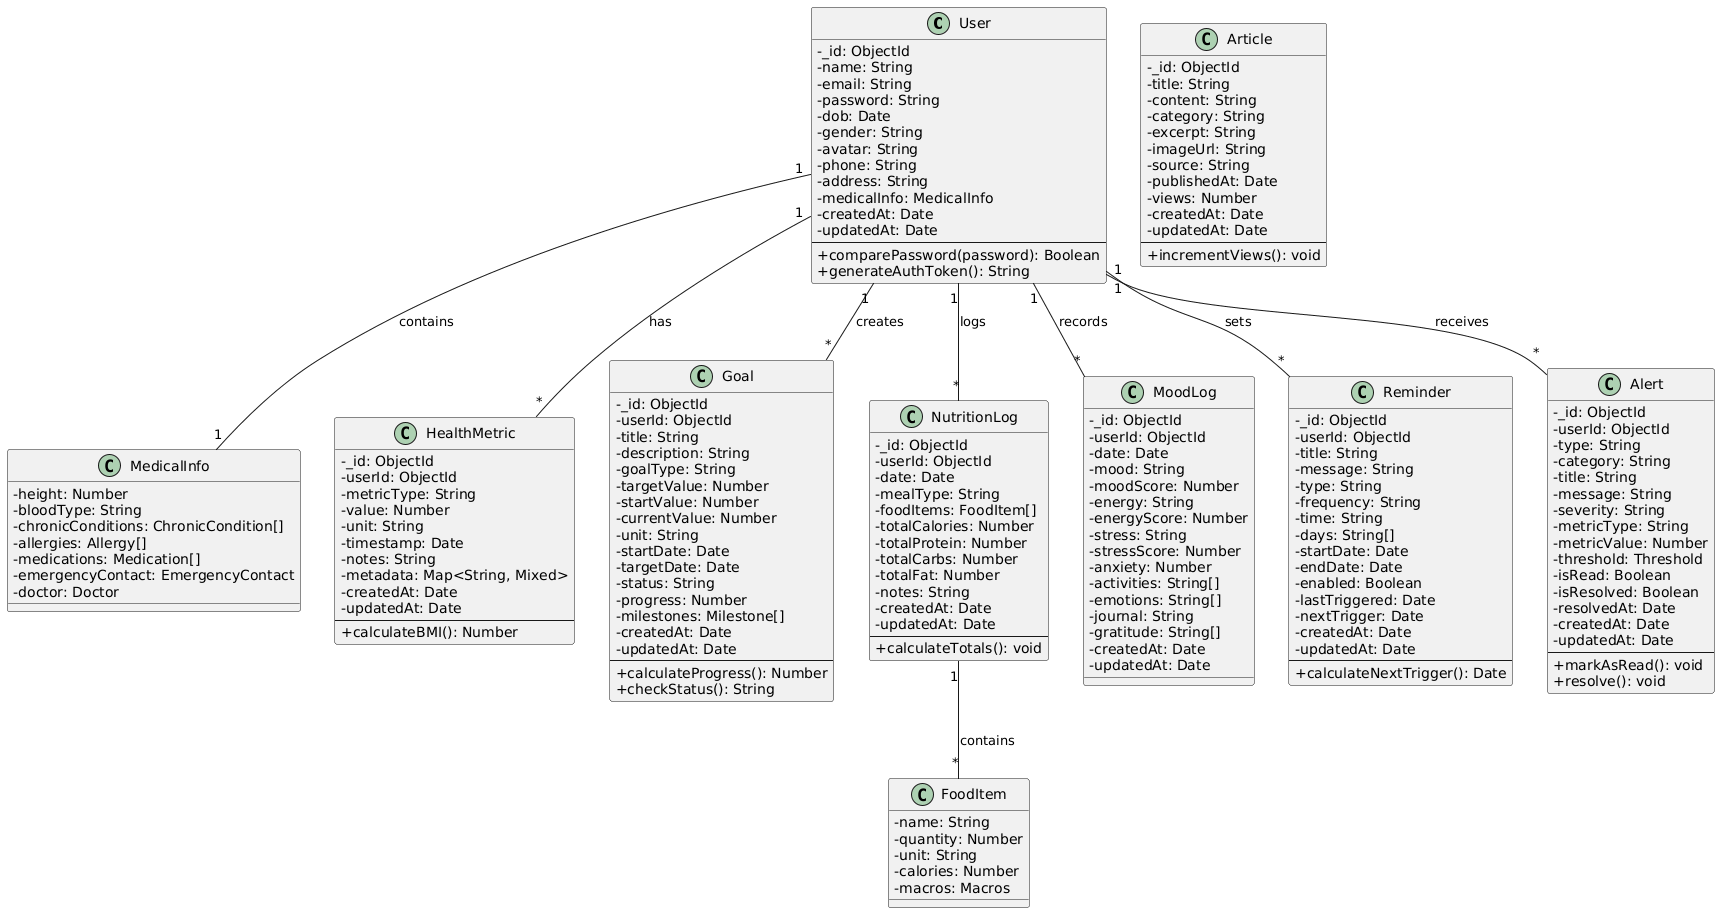 User
-_id: ObjectId
-name: String
-email: String
-password: String
-dob: Date
-gender: String
-avatar: String
-phone: String
-address: String
-medicalInfo: MedicalInfo
-createdAt: Date
-updatedAt: Date
+comparePassword(password): Boolean
+generateAuthToken(): String
Article
-_id: ObjectId
-title: String
-content: String
-category: String
-excerpt: String
-imageUrl: String
-source: String
-publishedAt: Date
-views: Number
-createdAt: Date
-updatedAt: Date
+incrementViews(): void
1
1
1
1
1
1
1
contains
has
creates
logs
records
sets
receives
1
*
*
*
*
*
*
MedicalInfo
-height: Number
-bloodType: String
-chronicConditions: ChronicCondition[]
-allergies: Allergy[]
-medications: Medication[]
-emergencyContact: EmergencyContact
-doctor: Doctor
HealthMetric
-_id: ObjectId
-userId: ObjectId
-metricType: String
-value: Number
-unit: String
-timestamp: Date
-notes: String
-metadata: Map<String, Mixed>
-createdAt: Date
-updatedAt: Date
+calculateBMI(): Number
Goal
-_id: ObjectId
-userId: ObjectId
-title: String
-description: String
-goalType: String
-targetValue: Number
-startValue: Number
-currentValue: Number
-unit: String
-startDate: Date
-targetDate: Date
-status: String
-progress: Number
-milestones: Milestone[]
-createdAt: Date
-updatedAt: Date
+calculateProgress(): Number
+checkStatus(): String
NutritionLog
-_id: ObjectId
-userId: ObjectId
-date: Date
-mealType: String
-foodItems: FoodItem[]
-totalCalories: Number
-totalProtein: Number
-totalCarbs: Number
-totalFat: Number
-notes: String
-createdAt: Date
-updatedAt: Date
+calculateTotals(): void
MoodLog
-_id: ObjectId
-userId: ObjectId
-date: Date
-mood: String
-moodScore: Number
-energy: String
-energyScore: Number
-stress: String
-stressScore: Number
-anxiety: Number
-activities: String[]
-emotions: String[]
-journal: String
-gratitude: String[]
-createdAt: Date
-updatedAt: Date
Reminder
-_id: ObjectId
-userId: ObjectId
-title: String
-message: String
-type: String
-frequency: String
-time: String
-days: String[]
-startDate: Date
-endDate: Date
-enabled: Boolean
-lastTriggered: Date
-nextTrigger: Date
-createdAt: Date
-updatedAt: Date
+calculateNextTrigger(): Date
Alert
-_id: ObjectId
-userId: ObjectId
-type: String
-category: String
-title: String
-message: String
-severity: String
-metricType: String
-metricValue: Number
-threshold: Threshold
-isRead: Boolean
-isResolved: Boolean
-resolvedAt: Date
-createdAt: Date
-updatedAt: Date
+markAsRead(): void
+resolve(): void
1
contains
*
FoodItem
-name: String
-quantity: Number
-unit: String
-calories: Number
-macros: Macros